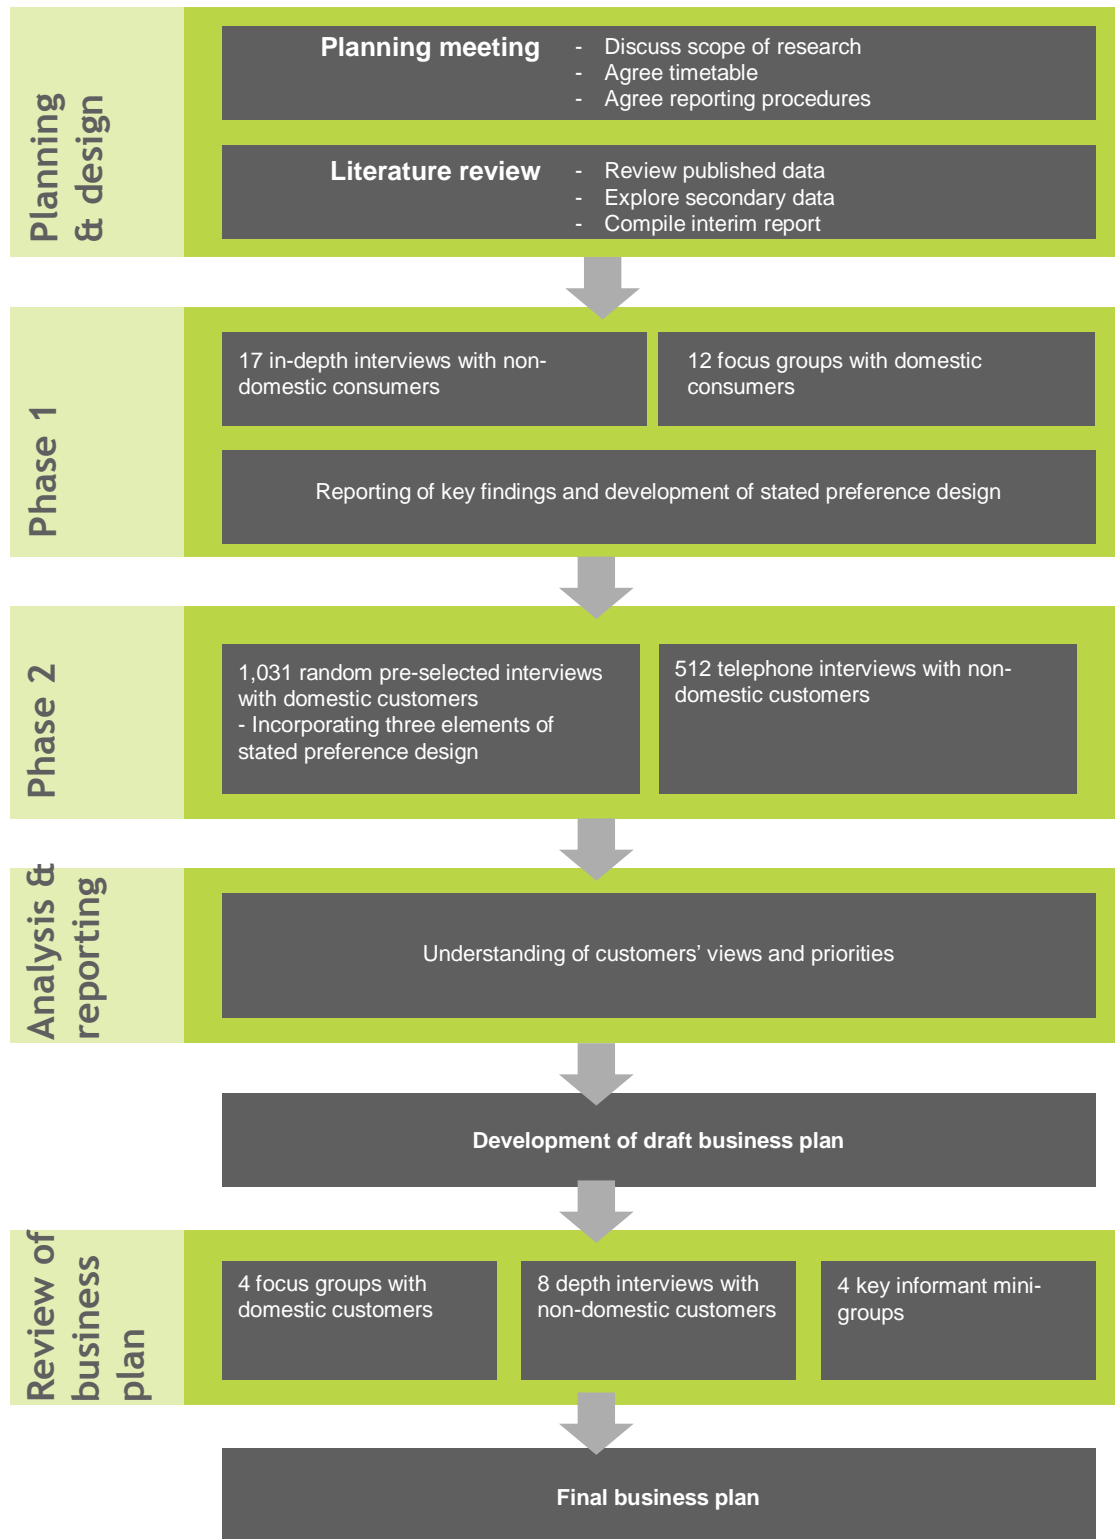 Planning
& design
Planning meeting
- Discuss scope of research
- Agree timetable
- Agree reporting procedures
Literature review
- Review published data
- Explore secondary data
- Compile interim report
Phase 1
17 in-depth interviews with non-
domestic consumers
12 focus groups with domestic
consumers
Reporting of key findings and development of stated preference design
Phase 2
1,031 random pre-selected interviews
with domestic customers
- Incorporating three elements of
stated preference design
512 telephone interviews with non-
domestic customers
Analysis &
reporting
Understanding of customers’ views and priorities
Development of draft business plan
Review of
business
plan
4 focus groups with
domestic customers
8 depth interviews with
non-domestic customers
4 key informant mini-
groups
Final business plan